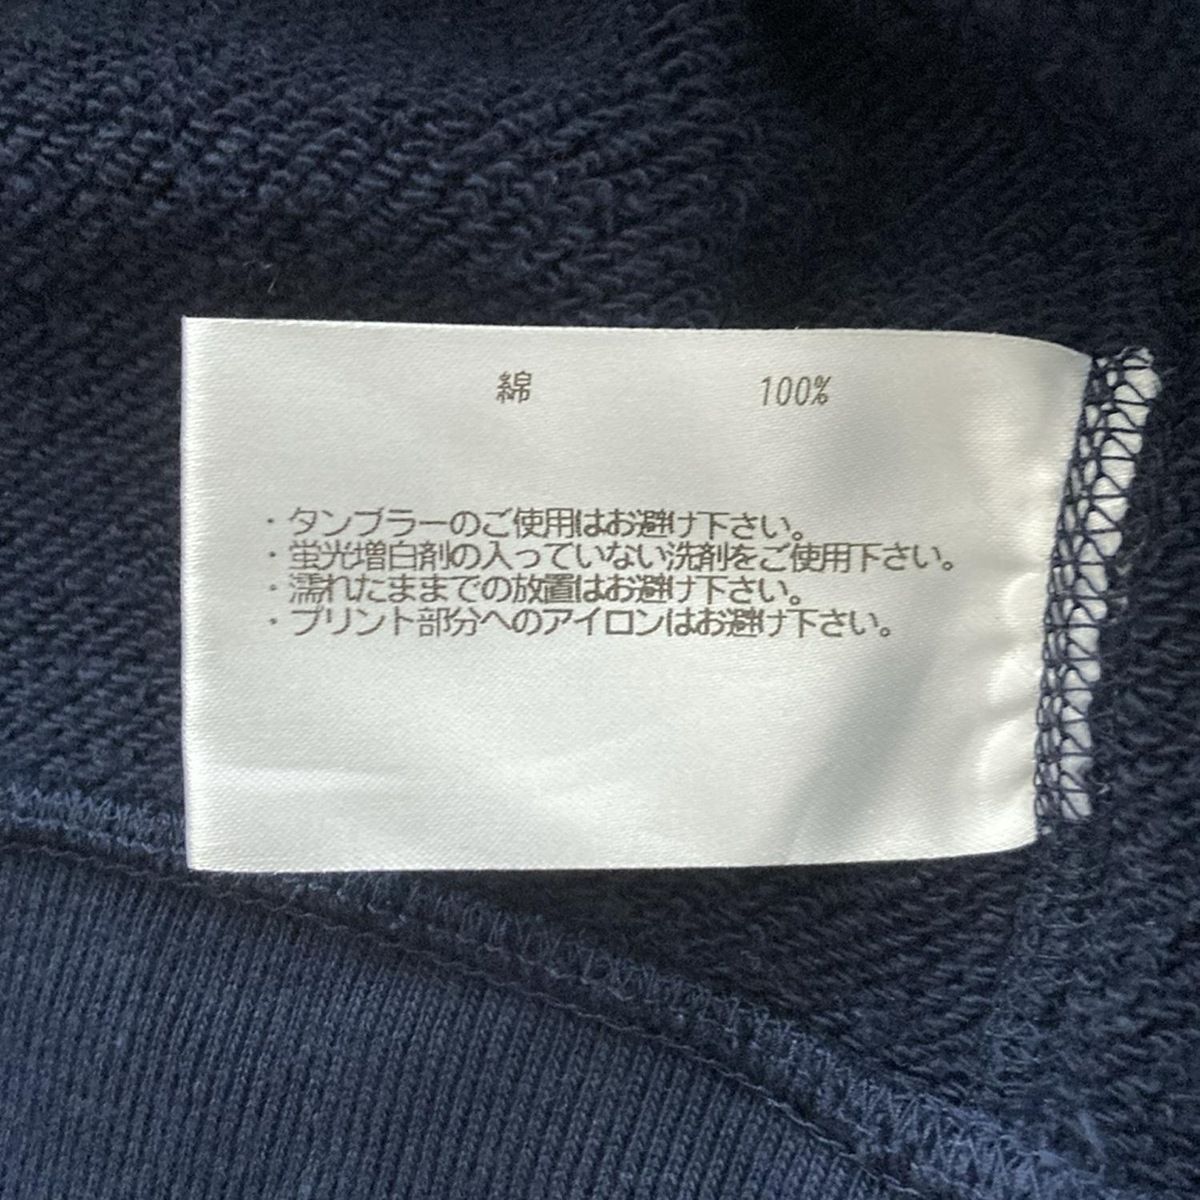 綿 100%
・タンブラーのご使用はお避け下さい。
・蛍光増白剤の入っていない洗剤をご使用下さい。
・濡れたままでの放置はお避け下さい。
・プリント部分へのアイロンはお避け下さい。